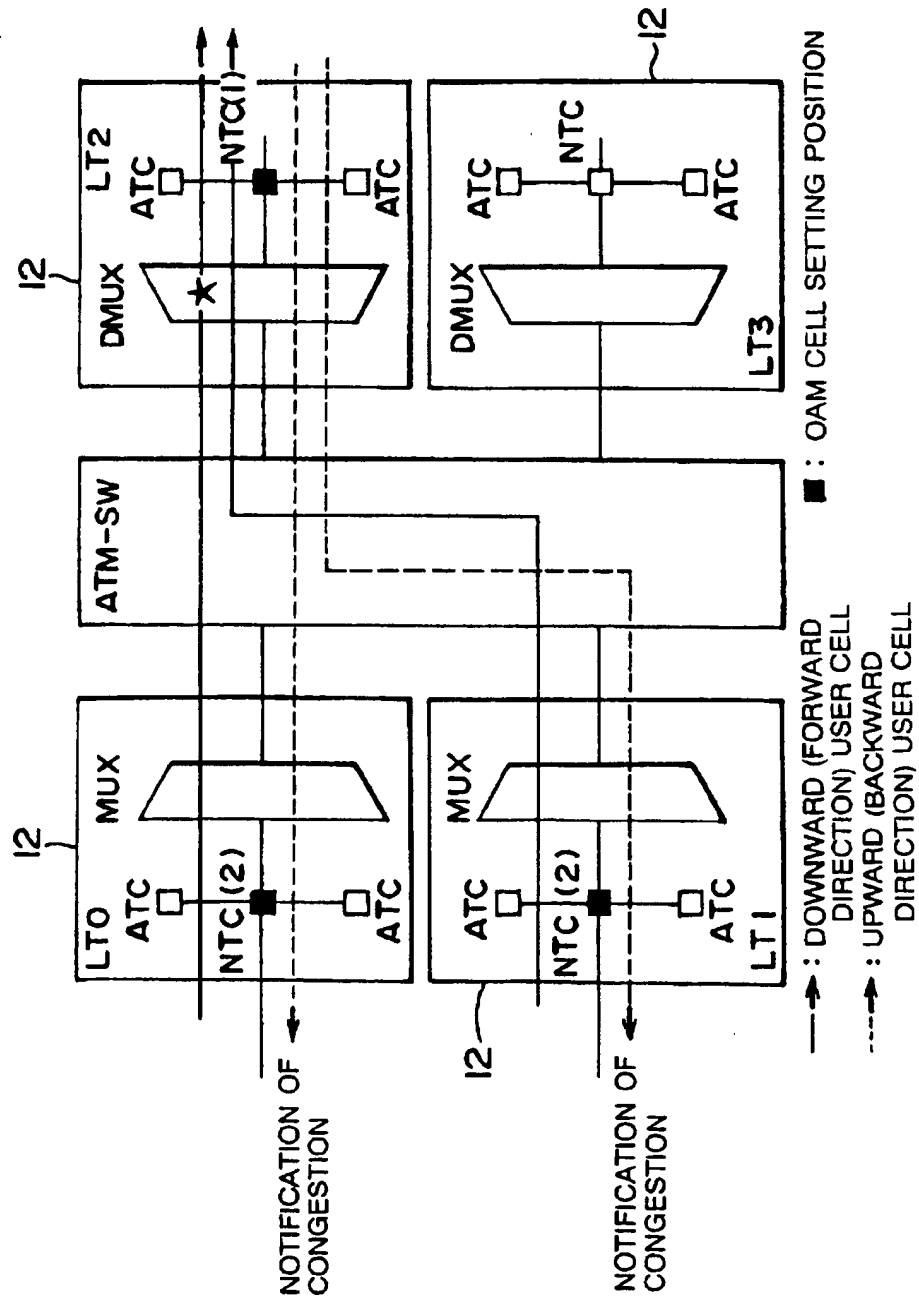 12
LT0
ATC
MUX
NTC (2)
ATC
NOTIFICATION OF
CONGESTION
12
ATC
MUX
NTC (2)
ATC
LT1
NOTIFICATION OF
CONGESTION
ATM-SW
12
DMUX
LT2
ATC
NTC(1)
ATC
DMUX
ATC
NTC
ATC
LT3
12
: DOWNWARD (FORWARD
DIRECTION) USER CELL
: UPWARD (BACKWARD
DIRECTION) USER CELL
: OAM CELL SETTING POSITION